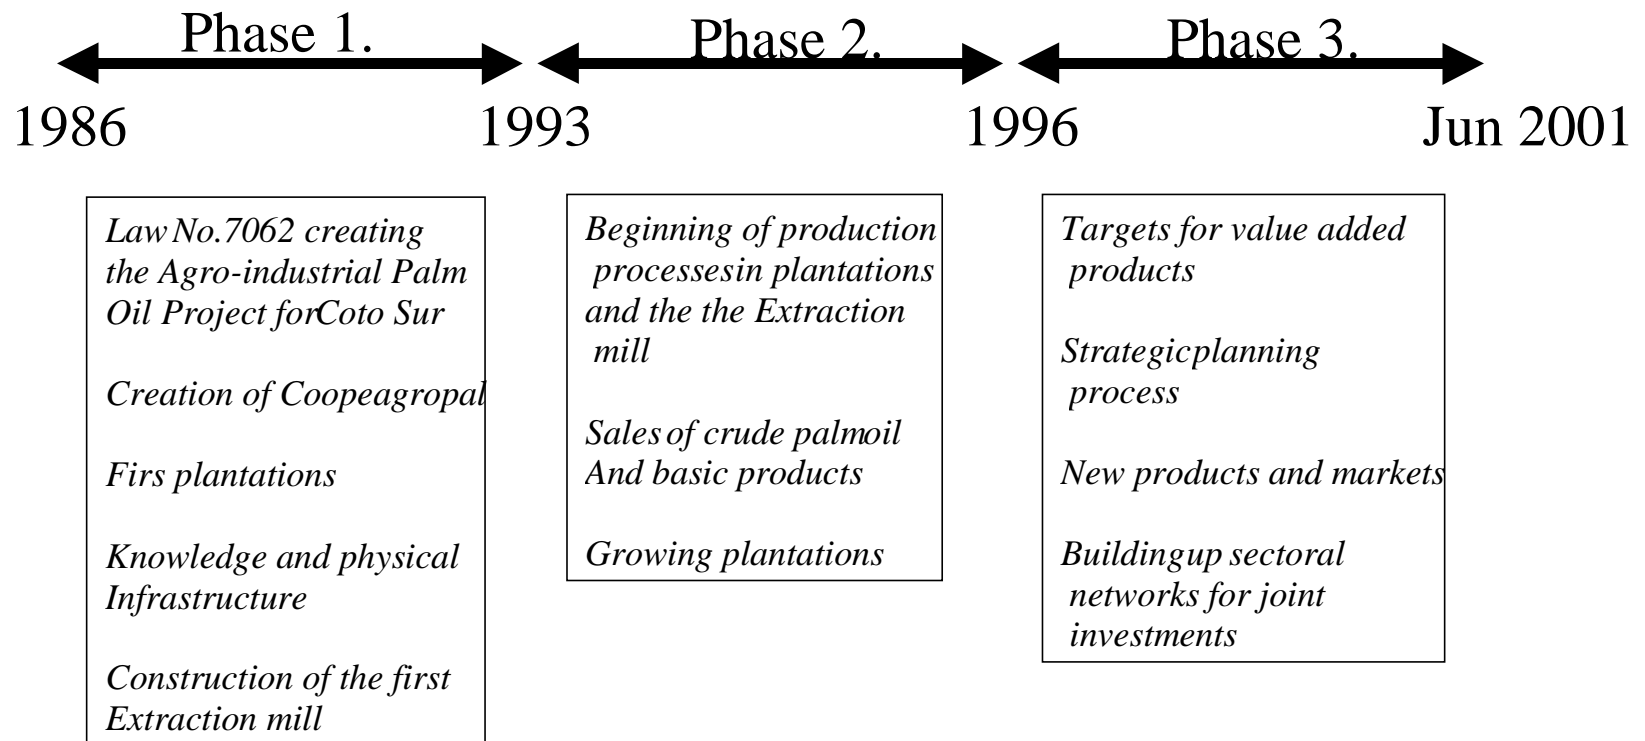 Phase 1.
Phase 2.
Phase 3.
1986
1993
1996
Jun 2001
Law No.7062 creating
the Agro-industrial Palm
Oil Project forCoto Sur
Creation of Coopeagropal
Firs plantations
Knowledge and physical
Infrastructure
Construction of the first
Extraction mill
Beginning of production
processesin plantations
and the the Extraction
mill
Sales of crude palmoil
And basic products
Growing plantations
Targets for value added
products
Strategicplanning
process
New products and markets
Buildingup sectoral
networks for joint
investments